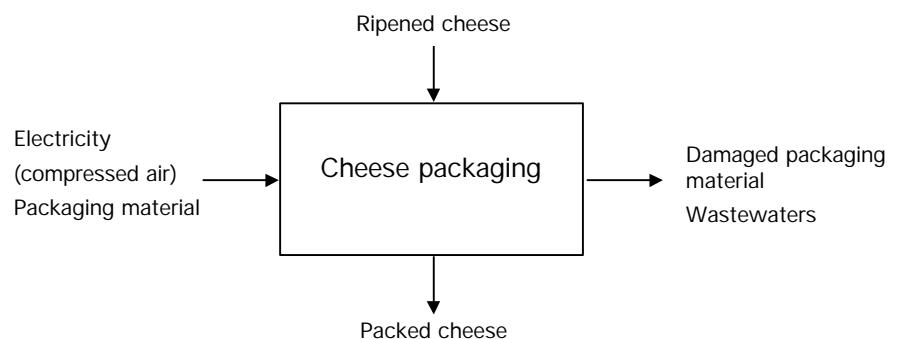 Ripened cheese
Electricity
(compressed air)
Packaging material
Cheese packaging
Damaged packaging
material
Wastewaters
Packed cheese